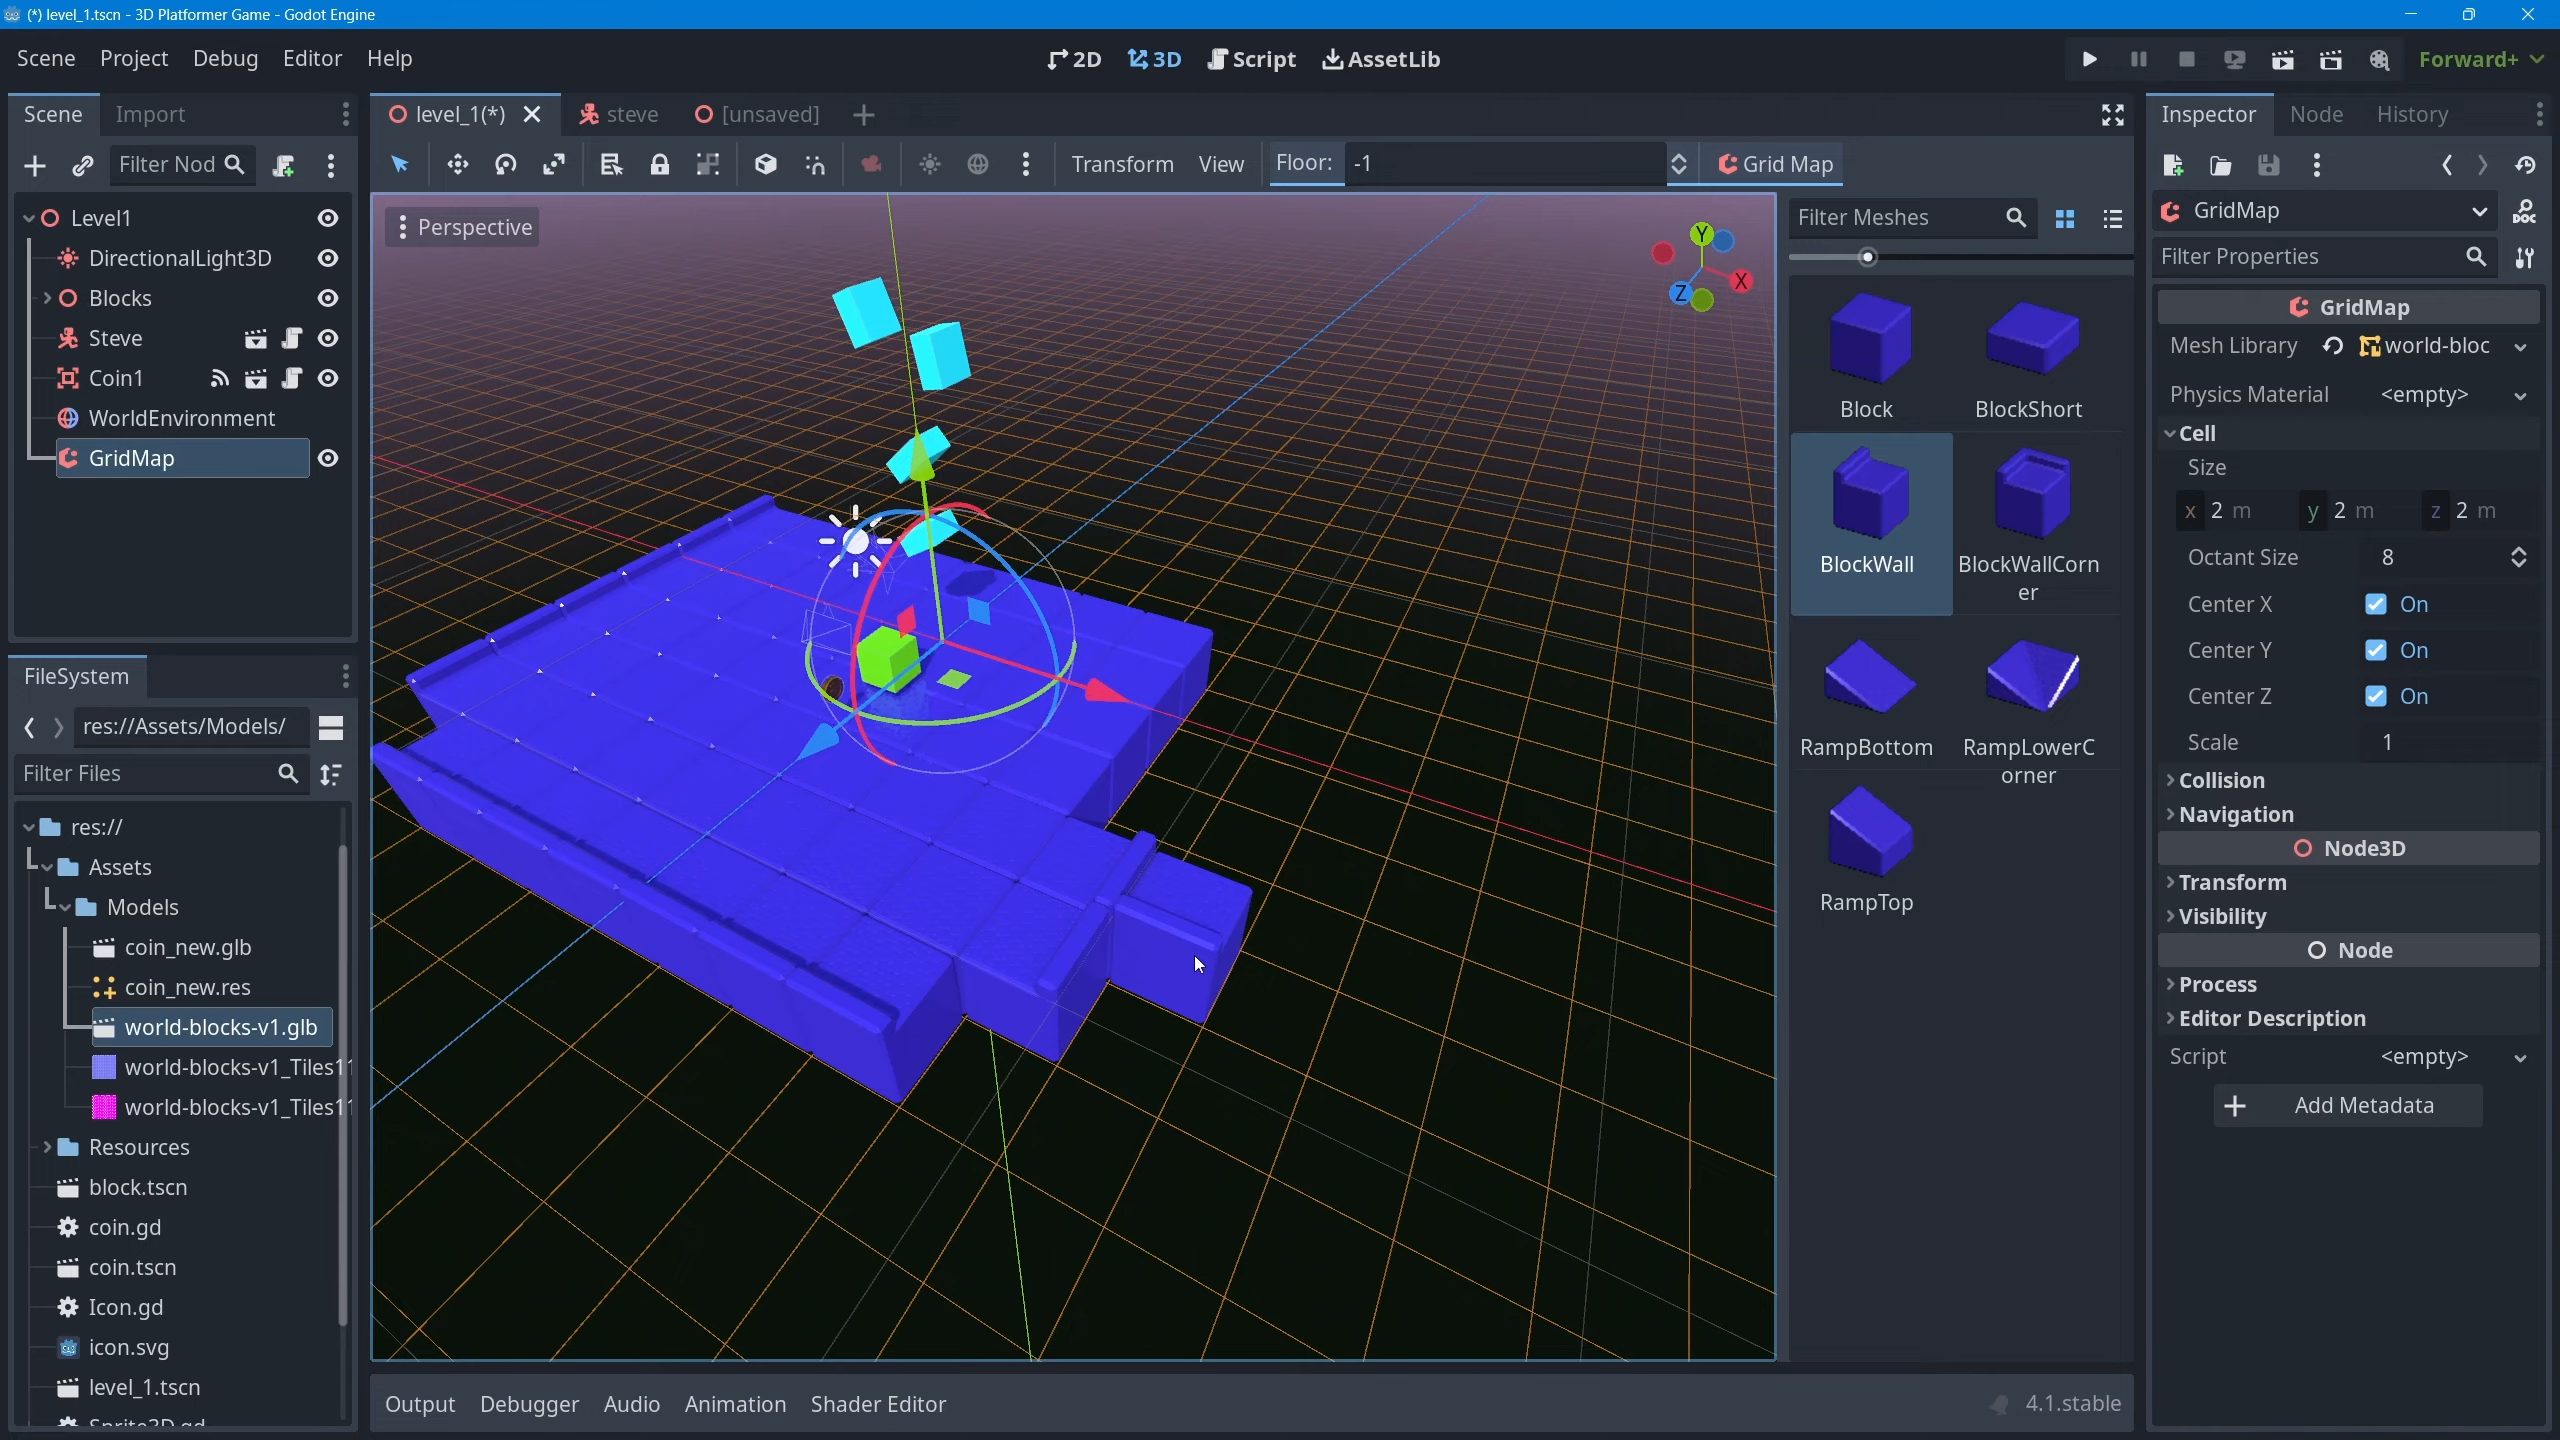 (*) level_1.tscn - 3D Platformer Game - Godot Engine
Scene Project Debug Editor Help
2D 3D Script AssetLib
Forward+
Scene Import
Filter Nod
Level1
DirectionalLight3D
Blocks
Steve
Coin1
WorldEnvironment
GridMap
FileSystem
res://Assets/Models/
Filter Files
res://
Assets
Models
coin_new.glb
coin_new.res
world-blocks-v1.glb
world-blocks-v1_Tiles11
world-blocks-v1_Tiles11
Resources
block.tscn
coin.gd
coin.tscn
Icon.gd
icon.svg
level_1.tscn
Sprite3D.gd
level_1(*) steve [unsaved]
Transform View Floor: -1 Grid Map
Perspective
Y
X
Z
Filter Meshes
Block
BlockShort
BlockWall
BlockWallCorn
er
RampBottom
RampLowerC
orner
RampTop
Output Debugger Audio Animation Shader Editor
4.1.stable
Inspector Node History
GridMap
DOC
Filter Properties
GridMap
Mesh Library world-bloc
Physics Material <empty>
Cell
Size
x 2 m y 2 m z 2 m
Octant Size 8
Center X On
Center Y On
Center Z On
Scale 1
Collision
Navigation
Node3D
Transform
Visibility
Node
Process
Editor Description
Script <empty>
Add Metadata